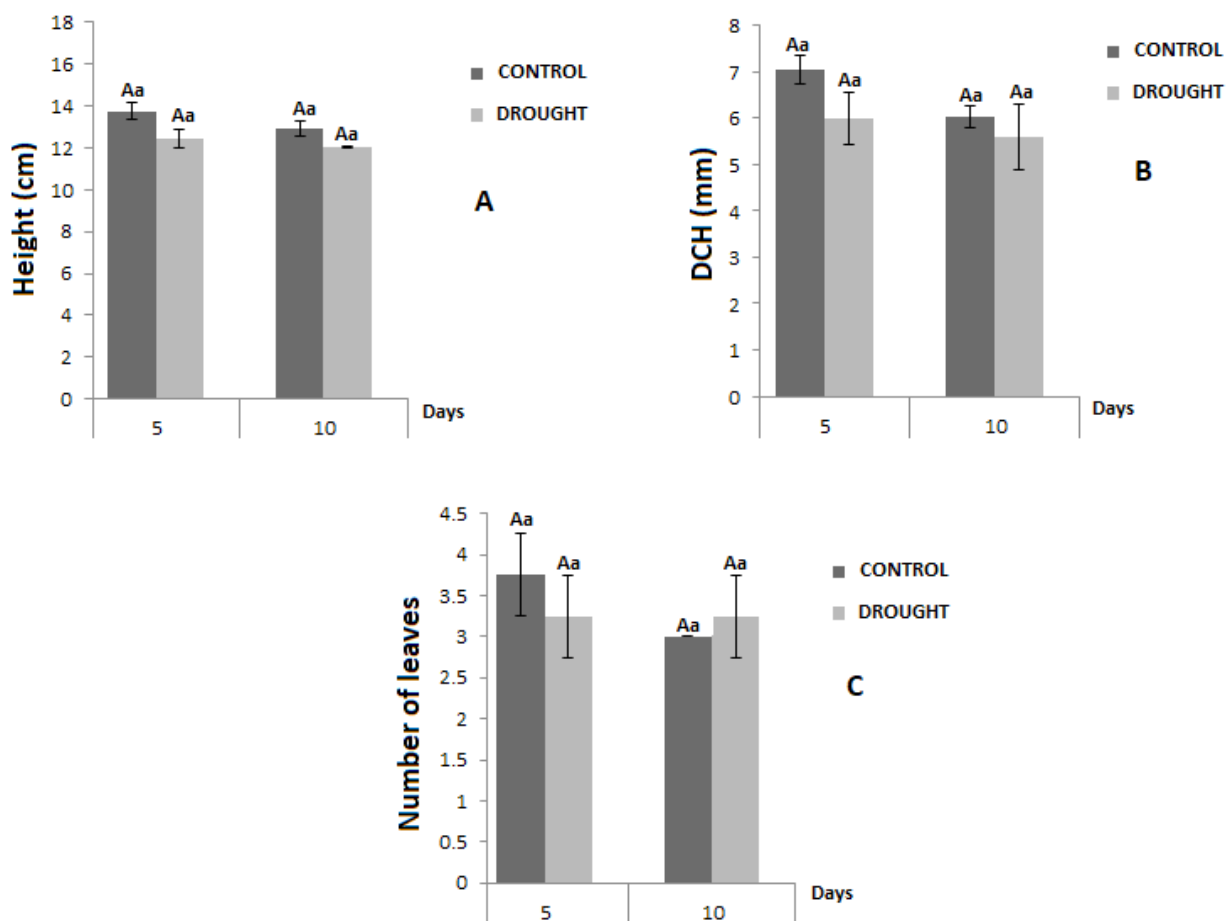 Height (cm)
18
16
14
12
10
8
6
4
2
0
Aa
Aa
Aa
Aa
5
10
Days
CONTROL
DROUGHT
A
DCH (mm)
8
7
6
5
4
3
2
1
0
Aa
Aa
Aa
Aa
5
10
Days
CONTROL
DROUGHT
B
Number of leaves
4.5
4
3.5
3
2.5
2
1.5
1
0.5
0
Aa
Aa
Aa
Aa
5
10
Days
CONTROL
DROUGHT
C